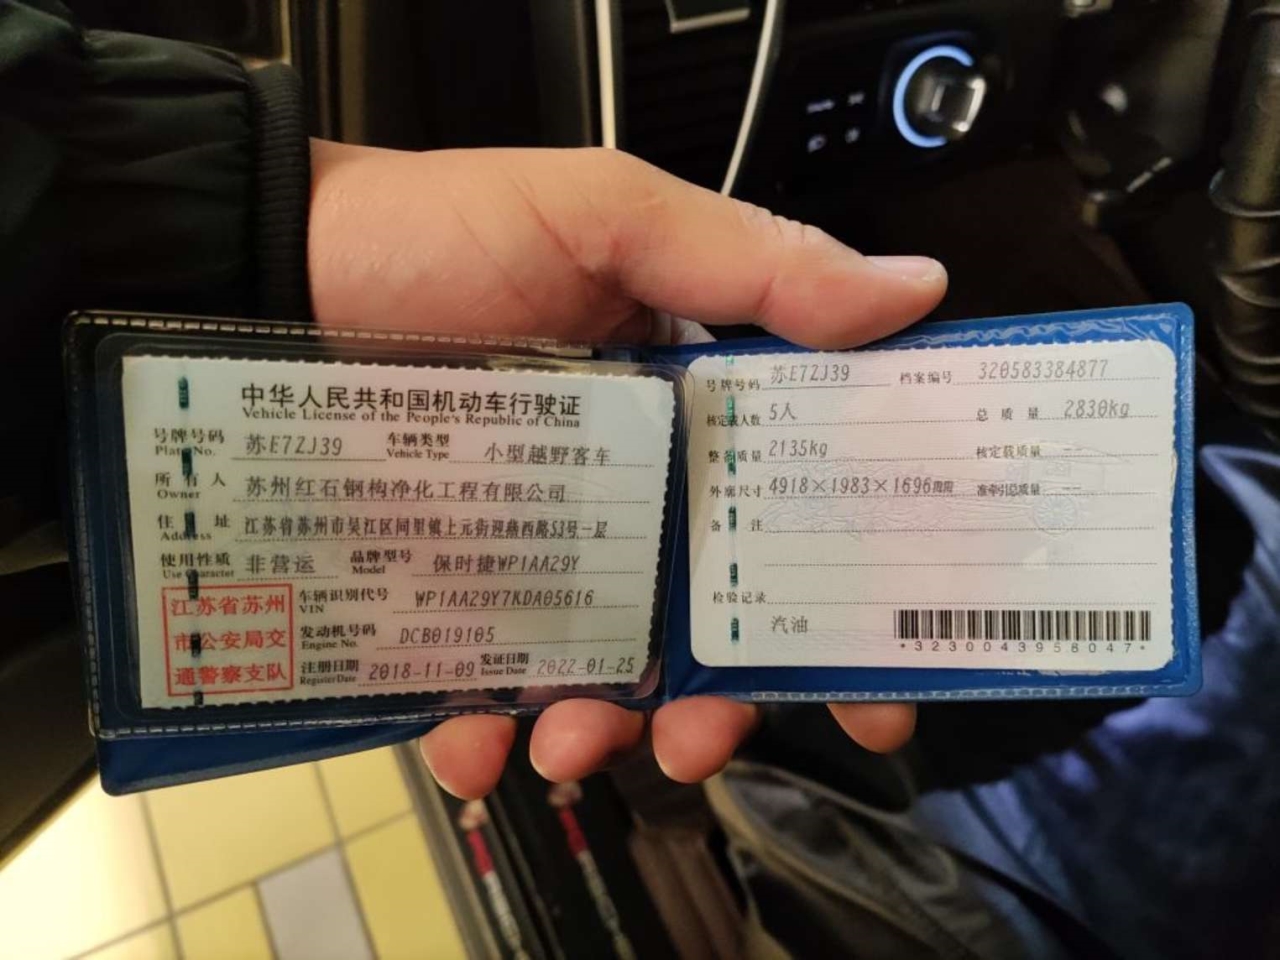 中华人民共和国机动车行驶证
Vehicle License of the People's Republic of China
号牌号码 苏E7ZJ39 车辆类型 小型越野客车
Plate No. Vehicle Type
所有人 苏州红石钢构净化工程有限公司
Owner
住址 江苏省苏州市吴江区同里镇上元街迎燕西路53号一层
Address
使用性质 非营运 品牌型号 保时捷WP1AA29Y
Use Character Model
江苏省苏州
市公安局交
通警察支队
车辆识别代号 WP1AA29Y7KDA05616
VIN
发动机号码 DCB019105
Engine No.
注册日期 2018-11-09 发证日期 2022-01-25
Register Date Issue Date
号牌号码 苏E7ZJ39 档案编号 320583384877
核定载人数 5人 总质量 2830kg
整备质量 2135kg 核定载质量 --
外廓尺寸 4918×1983×1696mm 准牵引总质量 --
备注
检验记录
汽油
*3230043958047*